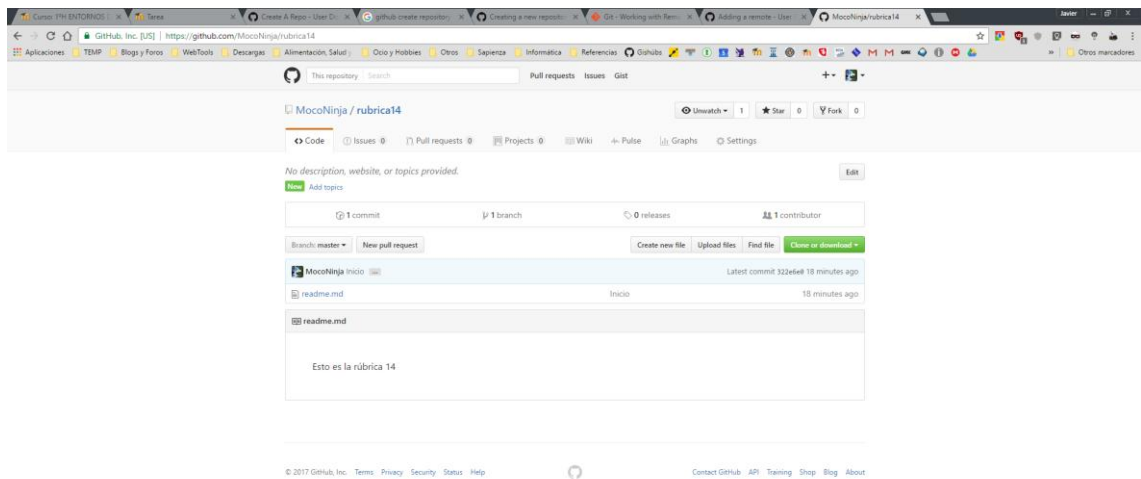 Curso: PH ENTORNOS
Tarea
Create A Repo - User Do
github create repository
Creating a new reposito
Git - Working with Remo
Adding a remote - User
MocoNinja/rubrica14
Javier
GitHub, Inc. [US] https://github.com/MocoNinja/rubrica14
Aplicaciones TEMP Blogs y Foros WebTools Descargas Alimentación, Salud y Ocio y Hobbies Otros Sapienza Informática Referencias Otros marcadores
This repository Search Pull requests Issues Gist
MocoNinja / rubrica14 Unwatch 1 Star 0 Fork 0
Code Issues 0 Pull requests 0 Projects 0 Wiki Pulse Graphs Settings
No description, website, or topics provided. Edit
New Add topics
1 commit 1 branch 0 releases 1 contributor
Branch: master New pull request Create new file Upload files Find file Clone or download
MocoNinja Inicio ... Latest commit 322e6e0 18 minutes ago
readme.md Inicio 18 minutes ago
readme.md
Esto es la rúbrica 14
© 2017 GitHub, Inc. Terms Privacy Security Status Help Contact GitHub API Training Shop Blog About